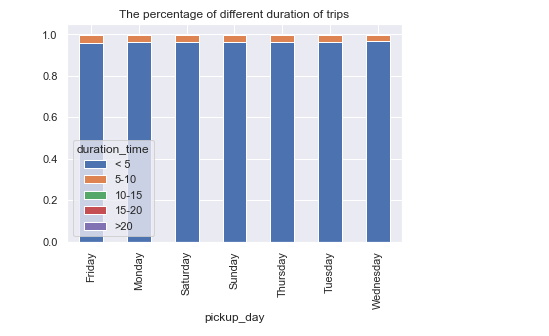 The percentage of different duration of trips
1.0
0.8
0.6
0.4
0.2
0.0
duration_time
< 5
5-10
10-15
15-20
>20
Friday
Monday
Saturday
Sunday
Thursday
Tuesday
Wednesday
pickup_day